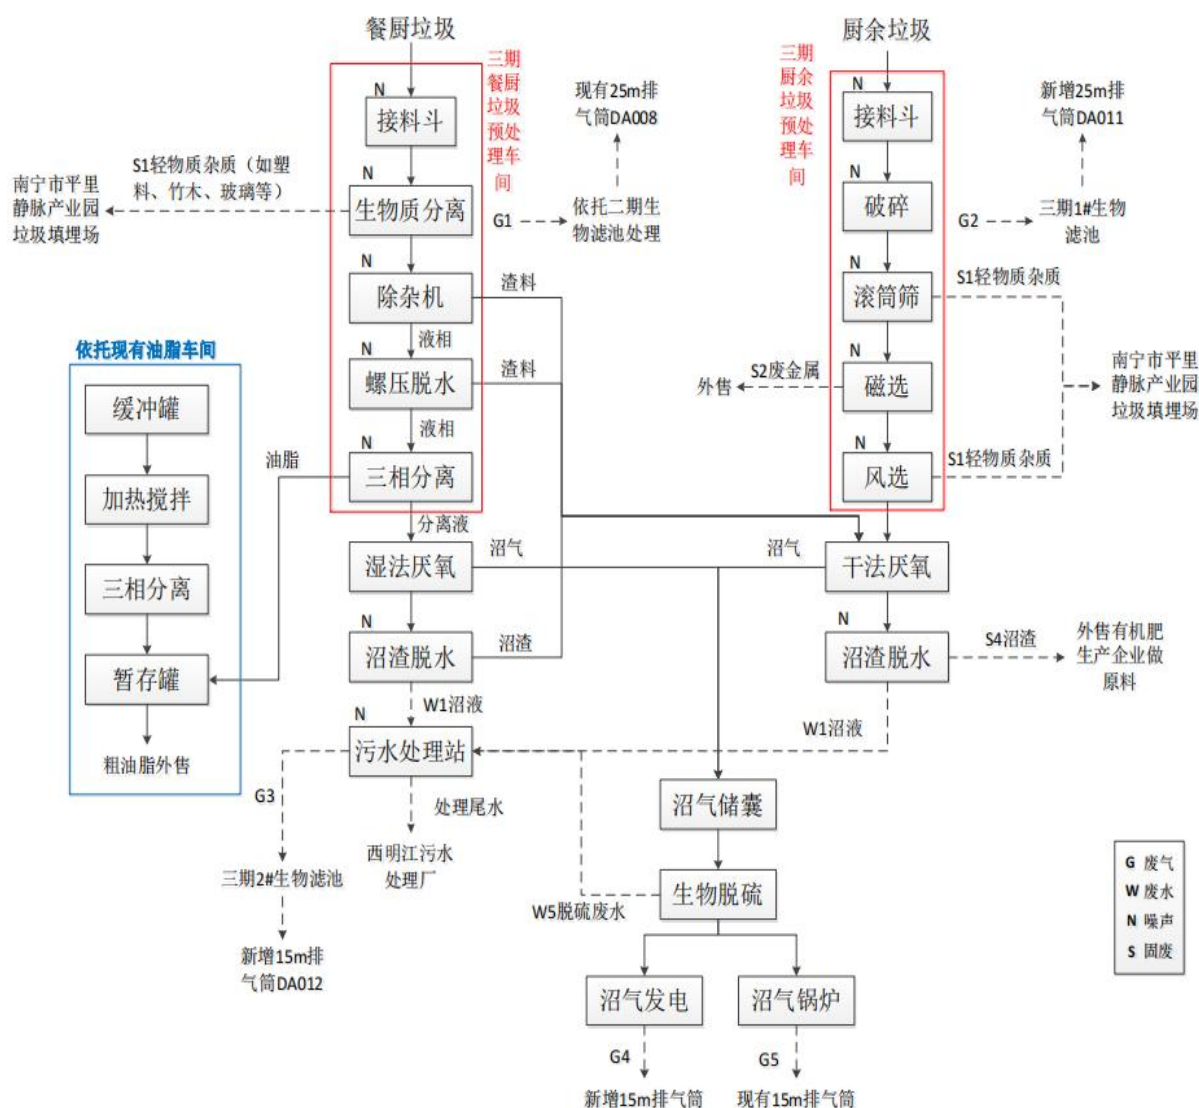 餐厨垃圾
厨余垃圾
三期
餐厨
垃圾
预处
理车
间
三期
厨余
垃圾
预处
理车
间
现有25m排
气筒DA008
新增25m排
气筒DA011
N
接料斗
N
接料斗
S1轻物质杂质（如塑
料、竹木、玻璃等）
南宁市平里
静脉产业园
垃圾填埋场
N
生物质分离
G1
依托二期生
物滤池处理
N
破碎
G2
三期1#生物
滤池
N
除杂机
渣料
N
滚筒筛
S1轻物质杂质
液相
依托现有油脂车间
N
螺压脱水
渣料
外售
S2废金属
N
磁选
南宁市平里
静脉产业园
垃圾填埋场
缓冲罐
液相
油脂
N
三相分离
N
风选
S1轻物质杂质
加热搅拌
分离液
湿法厌氧
沼气
沼气
干法厌氧
三相分离
N
沼渣脱水
沼渣
N
沼渣脱水
S4沼渣
外售有机肥
生产企业做
原料
暂存罐
W1沼液
W1沼液
粗油脂外售
N
污水处理站
G3
处理尾水
沼气储囊
西明江污水
处理厂
三期2#生物滤池
生物脱硫
W5脱硫废水
新增15m排
气筒DA012
沼气发电
沼气锅炉
G4
G5
新增15m排气筒
现有15m排气筒
G 废气
W 废水
N 噪声
S 固废